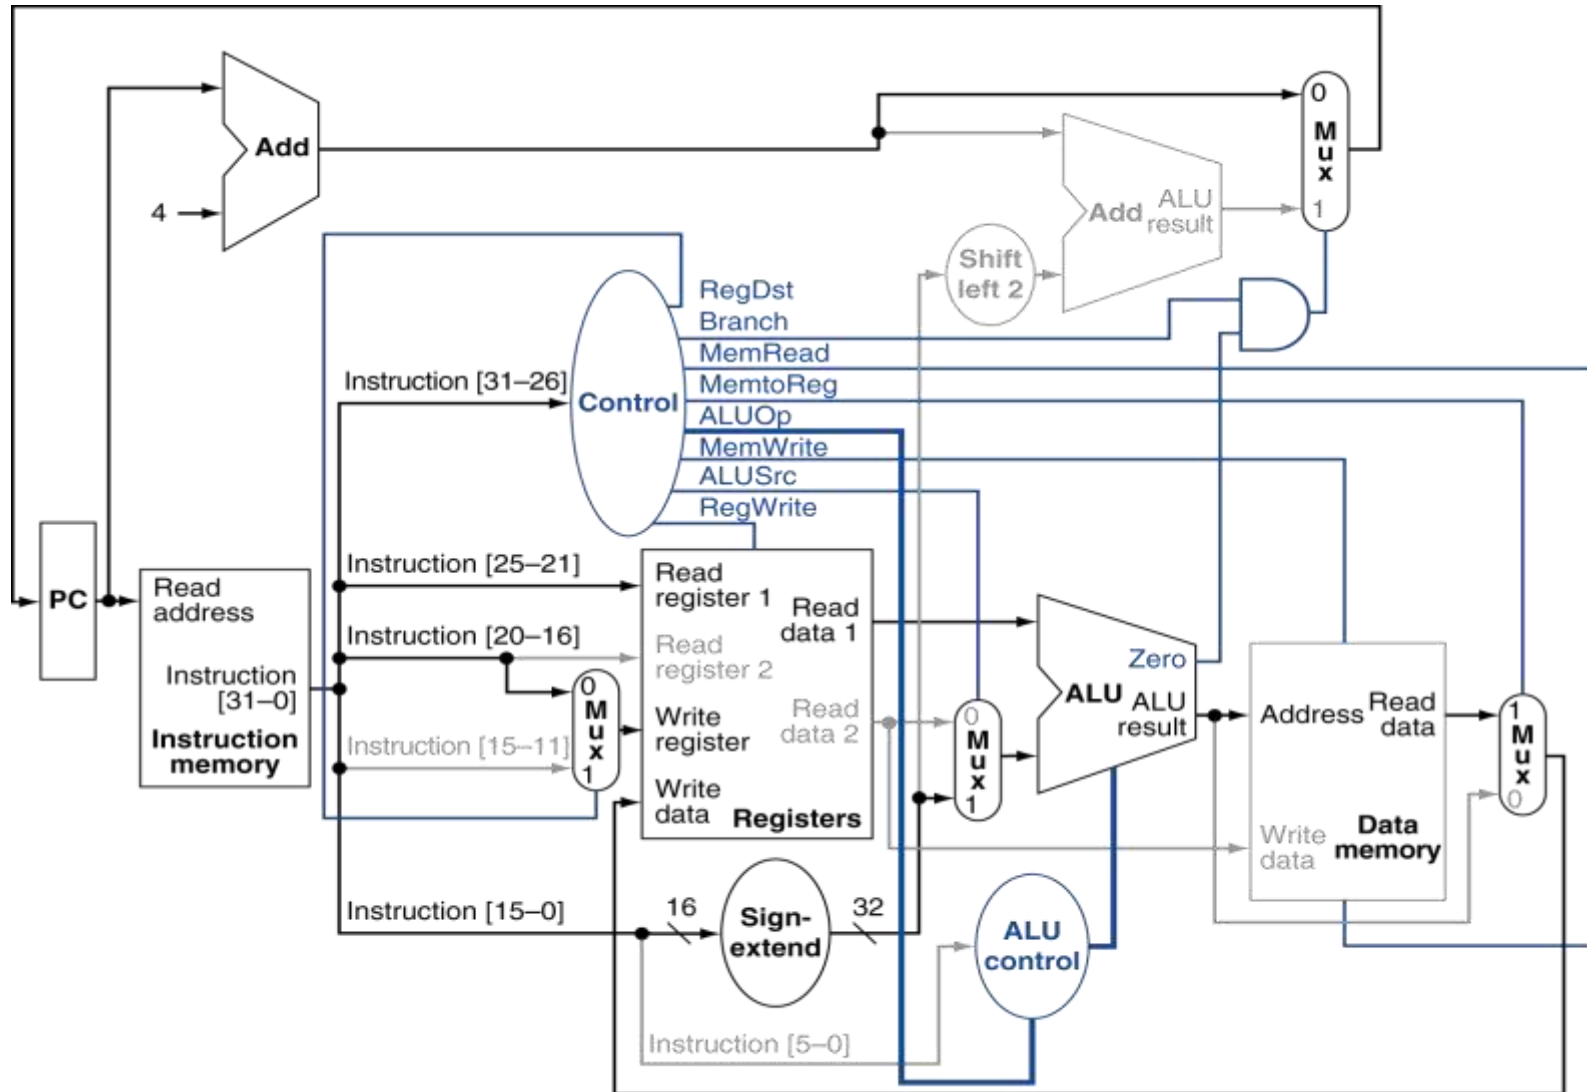 0
M
u
x
1
Add
4
Add
ALU
result
Shift
left 2
RegDst
Branch
MemRead
MemtoReg
ALUOp
MemWrite
ALUSrc
RegWrite
Control
Instruction [31–26]
Instruction [25–21]
Instruction [20–16]
Instruction [15–11]
Instruction [15–0]
Instruction [5–0]
PC
Read
address
Instruction
[31–0]
Instruction
memory
0
M
u
x
1
Read
register 1
Read
register 2
Write
register
Write
data
Read
data 1
Read
data 2
Registers
16
Sign-
extend
32
0
M
u
x
1
Zero
ALU
ALU
result
ALU
control
Address
Read
data
Write
data
Data
memory
1
M
u
x
0